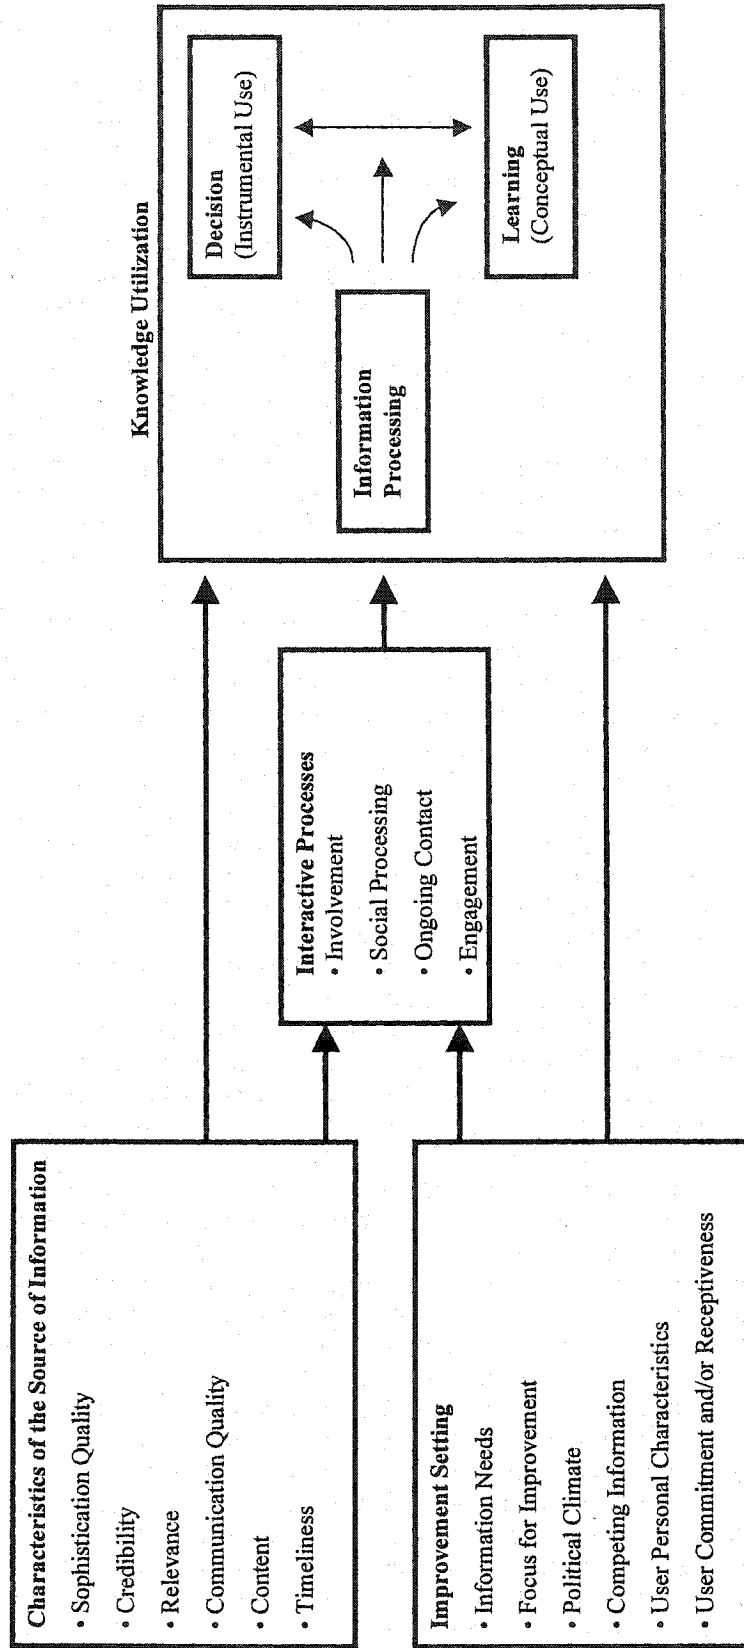 Characteristics of the Source of Information
• Sophistication Quality
• Credibility
• Relevance
• Communication Quality
• Content
• Timeliness
Improvement Setting
• Information Needs
• Focus for Improvement
• Political Climate
• Competing Information
• User Personal Characteristics
• User Commitment and/or Receptiveness
Interactive Processes
• Involvement
• Social Processing
• Ongoing Contact
• Engagement
Knowledge Utilization
Information
Processing
Decision
(Instrumental Use)
Learning
(Conceptual Use)